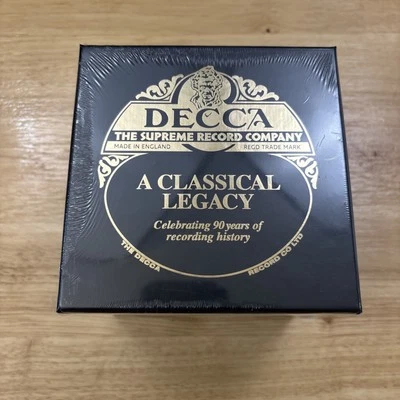 DECCA
THE SUPREME RECORD COMPANY
MADE IN ENGLAND REGD TRADE MARK
A CLASSICAL
LEGACY
Celebrating 90 years of
recording history
THE DECCA RECORD CO LTD